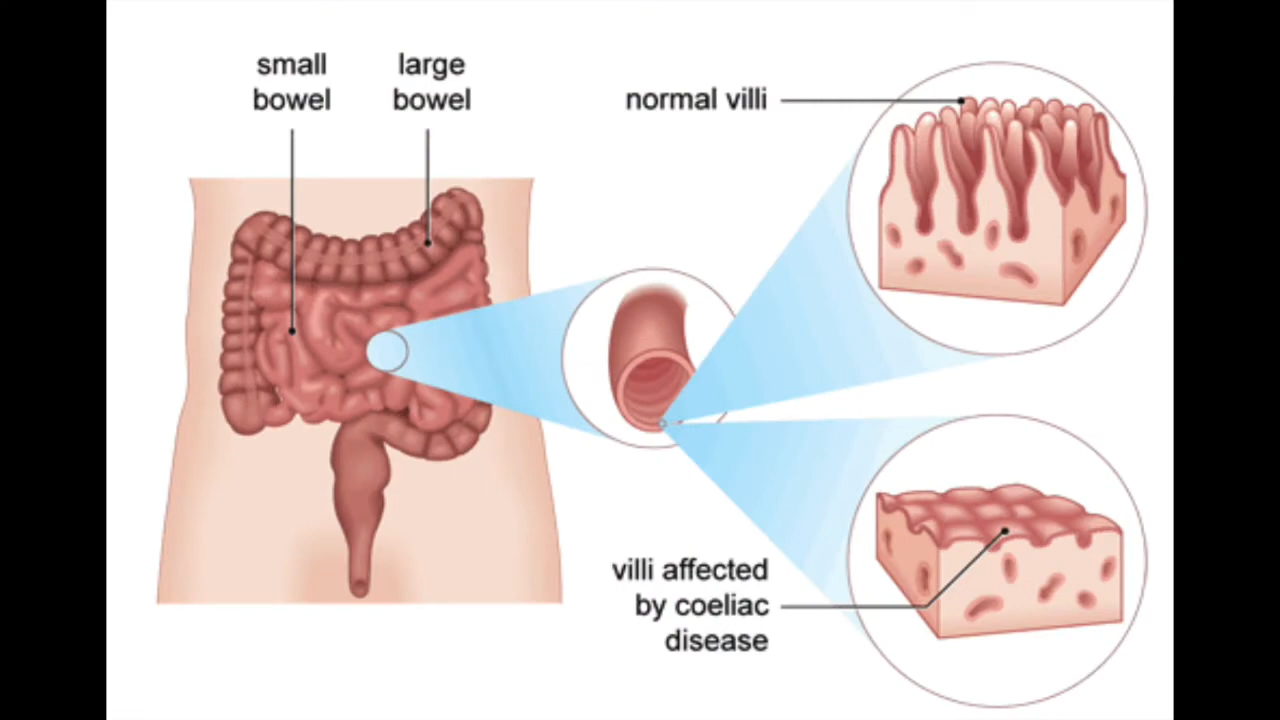 small
bowel
large
bowel
normal villi
villi affected
by coeliac
disease